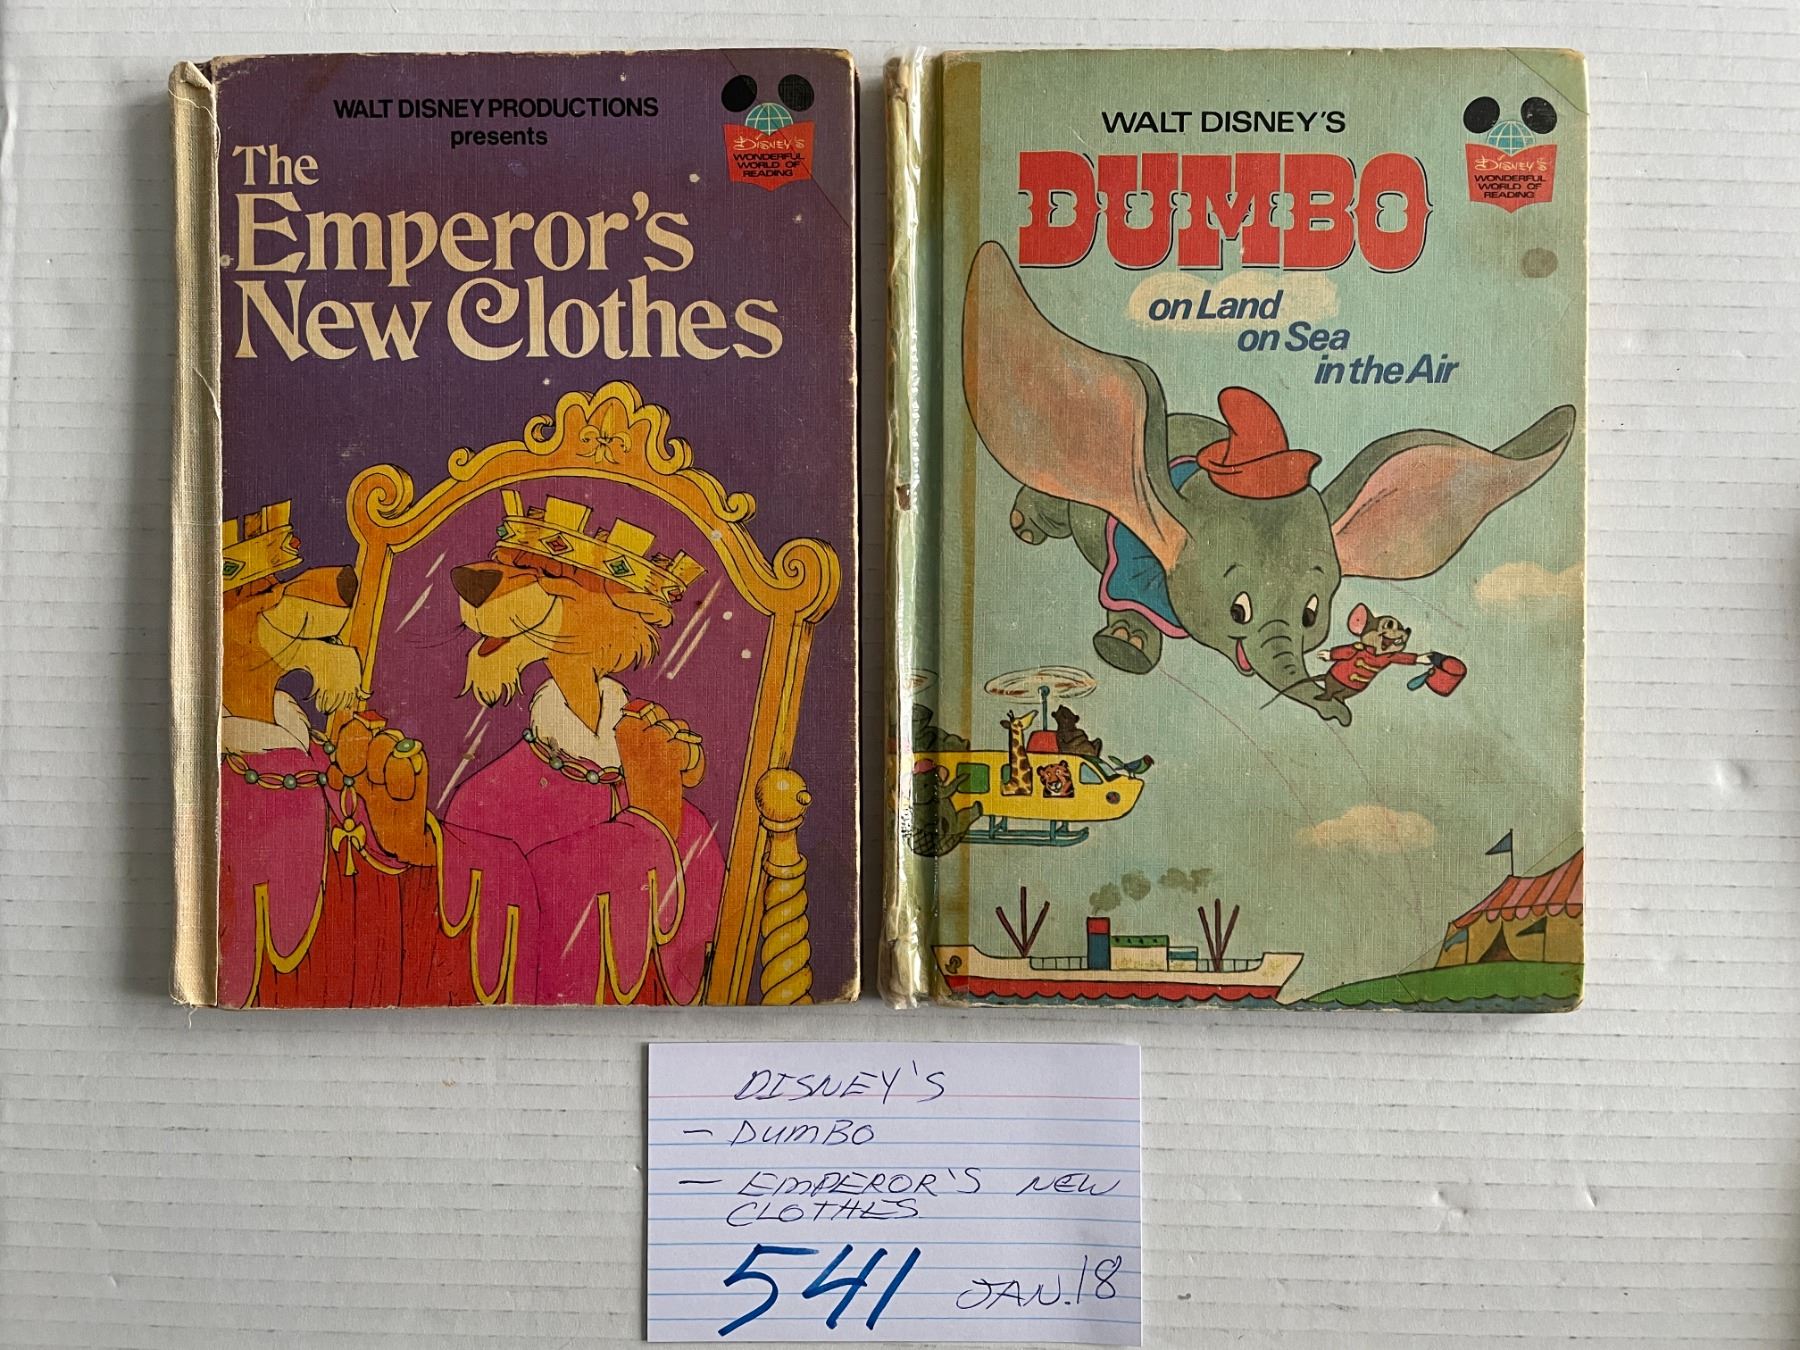 WALT DISNEY PRODUCTIONS
presents
The
Emperor's
New Clothes
DISNEY'S
WONDERFUL
WORLD OF
READING
WALT DISNEY'S
DUMBO
on Land
on Sea
in the Air
DISNEY'S
WONDERFUL
WORLD OF
READING
DISNEY'S
- DUMBO
- EMPEROR'S NEW
CLOTHES
541 JAN. 18